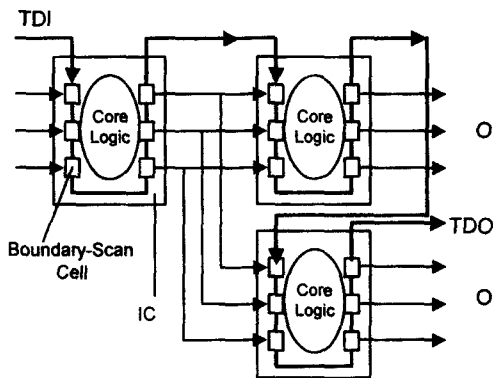 TDI
Core
Logic
Core
Logic
O
Boundary-Scan
Cell
TDO
IC
Core
Logic
O